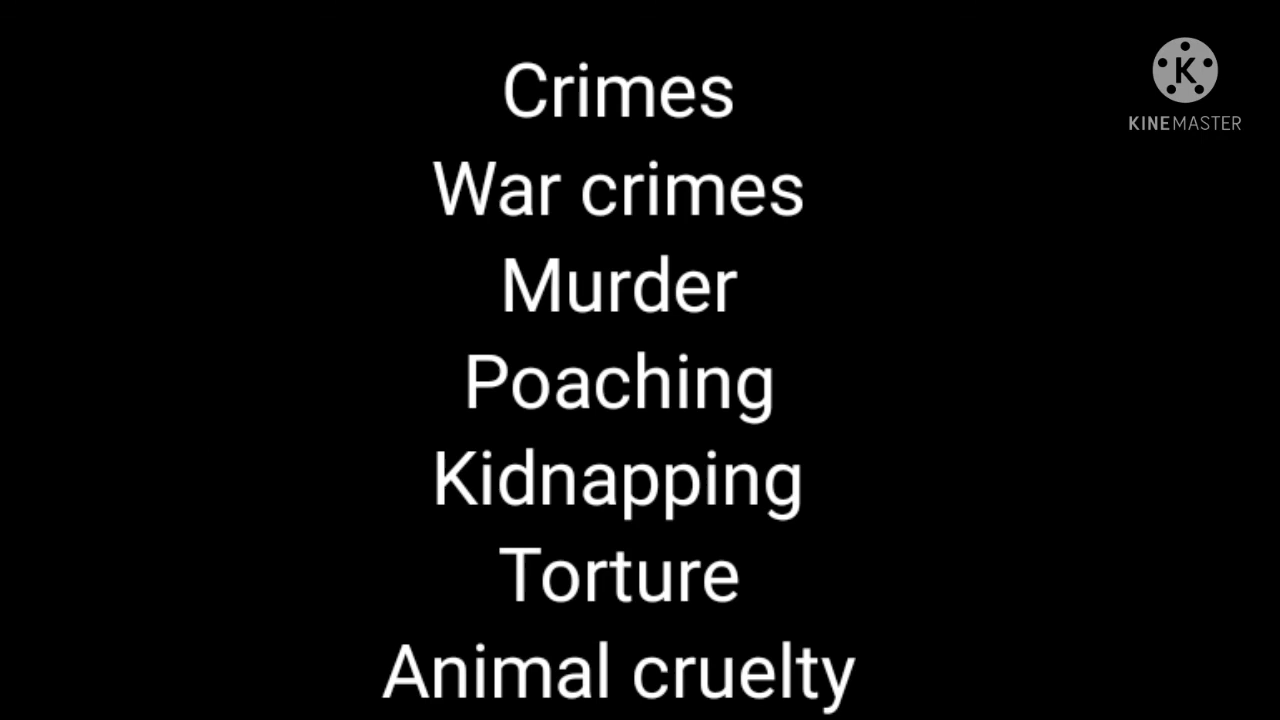 Crimes
War crimes
Murder
Poaching
Kidnapping
Torture
Animal cruelty
K
KINEMASTER